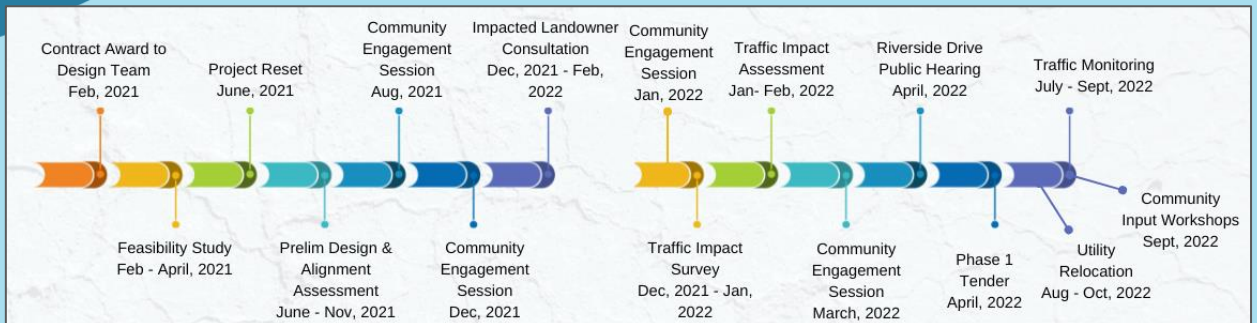 Contract Award to
Design Team
Feb, 2021
Feasibility Study
Feb - April, 2021
Project Reset
June, 2021
Prelim Design &
Alignment
Assessment
June - Nov, 2021
Community
Engagement
Session
Aug, 2021
Community
Engagement
Session
Dec, 2021
Impacted Landowner
Consultation
Dec, 2021 - Feb,
2022
Community
Engagement
Session
Jan, 2022
Traffic Impact
Survey
Dec, 2021 - Jan,
2022
Traffic Impact
Assessment
Jan- Feb, 2022
Community
Engagement
Session
March, 2022
Riverside Drive
Public Hearing
April, 2022
Phase 1
Tender
April, 2022
Traffic Monitoring
July - Sept, 2022
Utility
Relocation
Aug - Oct, 2022
Community
Input Workshops
Sept, 2022